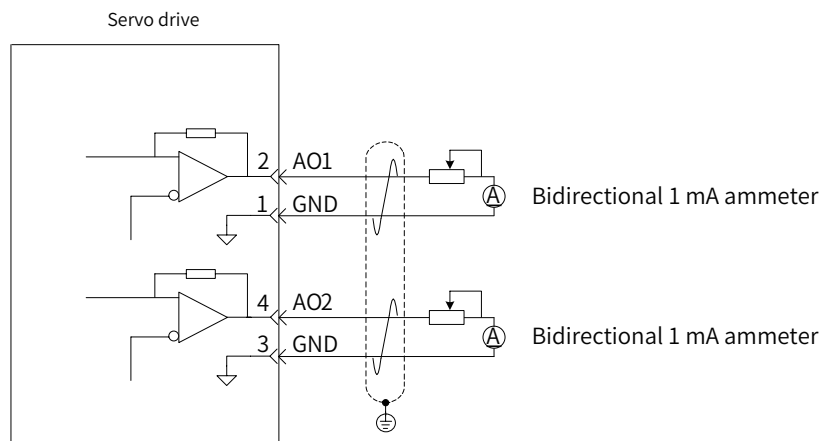 Servo drive
2 AO1
A Bidirectional 1 mA ammeter
1 GND
4 AO2
A Bidirectional 1 mA ammeter
3 GND